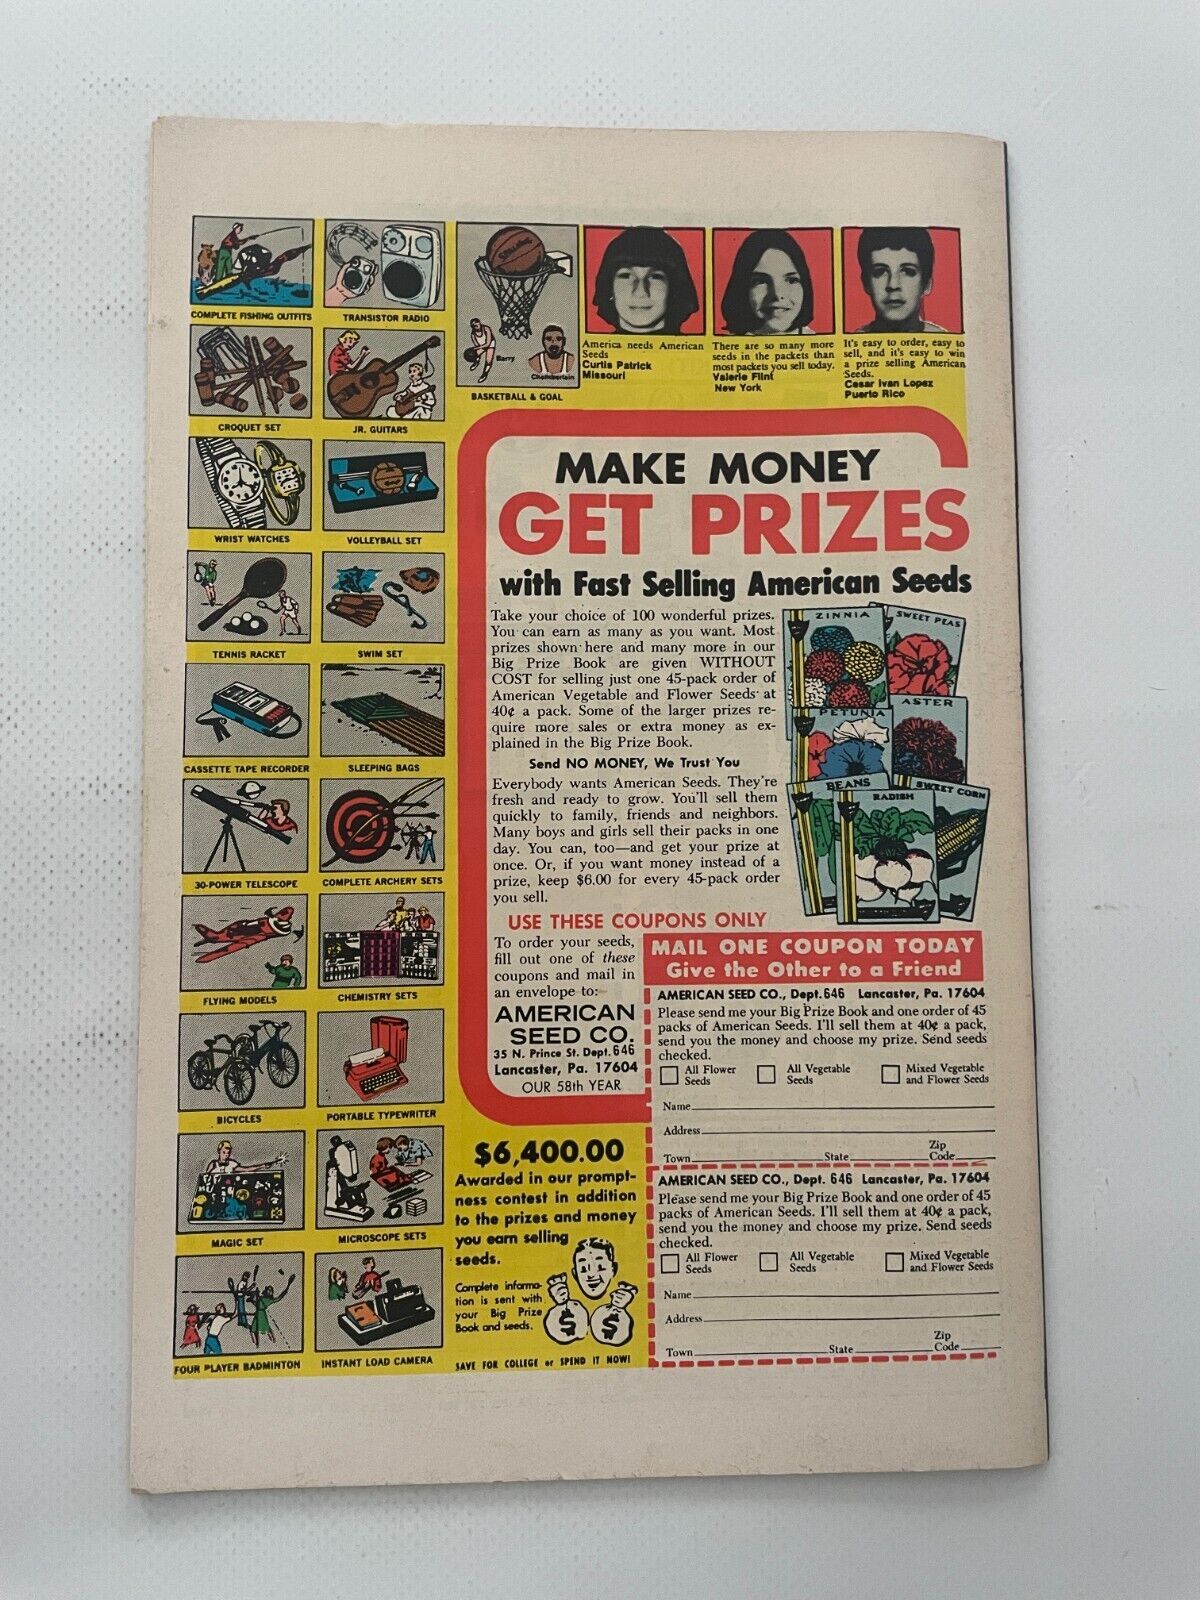 COMPLETE FISHING OUTFITS
TRANSISTOR RADIO
CROQUET SET
JR. GUITARS
WRIST WATCHES
VOLLEYBALL SET
TENNIS RACKET
SWIM SET
CASSETTE TAPE RECORDER
SLEEPING BAGS
30-POWER TELESCOPE
COMPLETE ARCHERY SETS
FLYING MODELS
CHEMISTRY SETS
BICYCLES
PORTABLE TYPEWRITER
MAGIC SET
MICROSCOPE SETS
FOUR PLAYER BADMINTON
INSTANT LOAD CAMERA
SPALDING
Barry
Chamberlain
BASKETBALL & GOAL
America needs American
Seeds
Curtis Patrick
Missouri
There are so many more
seeds in the packets than
most packets you sell today.
Valerie Flint
New York
It's easy to order, easy to
sell, and it's easy to win
a prize selling American
Seeds.
Cesar Ivan Lopez
Puerto Rico
MAKE MONEY
GET PRIZES
with Fast Selling American Seeds
Take your choice of 100 wonderful prizes.
You can earn as many as you want. Most
prizes shown here and many more in our
Big Prize Book are given WITHOUT
COST for selling just one 45-pack order of
American Vegetable and Flower Seeds at
40¢ a pack. Some of the larger prizes re-
quire more sales or extra money as ex-
plained in the Big Prize Book.
Send NO MONEY, We Trust You
Everybody wants American Seeds. They're
fresh and ready to grow. You'll sell them
quickly to family, friends and neighbors.
Many boys and girls sell their packs in one
day. You can, too—and get your prize at
once. Or, if you want money instead of a
prize, keep $6.00 for every 45-pack order
you sell.
ZINNIA
SWEET PEAS
PETUNIA
ASTER
BEANS
RADISH
SWEET CORN
USE THESE COUPONS ONLY
To order your seeds,
fill out one of these
coupons and mail in
an envelope to:
AMERICAN
SEED CO.
35 N. Prince St. Dept. 646
Lancaster, Pa. 17604
OUR 58th YEAR
MAIL ONE COUPON TODAY
Give the Other to a Friend
AMERICAN SEED CO., Dept. 646 Lancaster, Pa. 17604
Please send me your Big Prize Book and one order of 45
packs of American Seeds. I'll sell them at 40¢ a pack,
send you the money and choose my prize. Send seeds
checked.
All Flower
Seeds
All Vegetable
Seeds
Mixed Vegetable
and Flower Seeds
Name
Address
Town State Zip
Code
AMERICAN SEED CO., Dept. 646 Lancaster, Pa. 17604
Please send me your Big Prize Book and one order of 45
packs of American Seeds. I'll sell them at 40¢ a pack,
send you the money and choose my prize. Send seeds
checked.
All Flower
Seeds
All Vegetable
Seeds
Mixed Vegetable
and Flower Seeds
Name
Address
Town State Zip
Code
$6,400.00
Awarded in our prompt-
ness contest in addition
to the prizes and money
you earn selling
seeds.
Complete informa-
tion is sent with
your Big Prize
Book and seeds.
$ $
SAVE FOR COLLEGE or SPEND IT NOW!